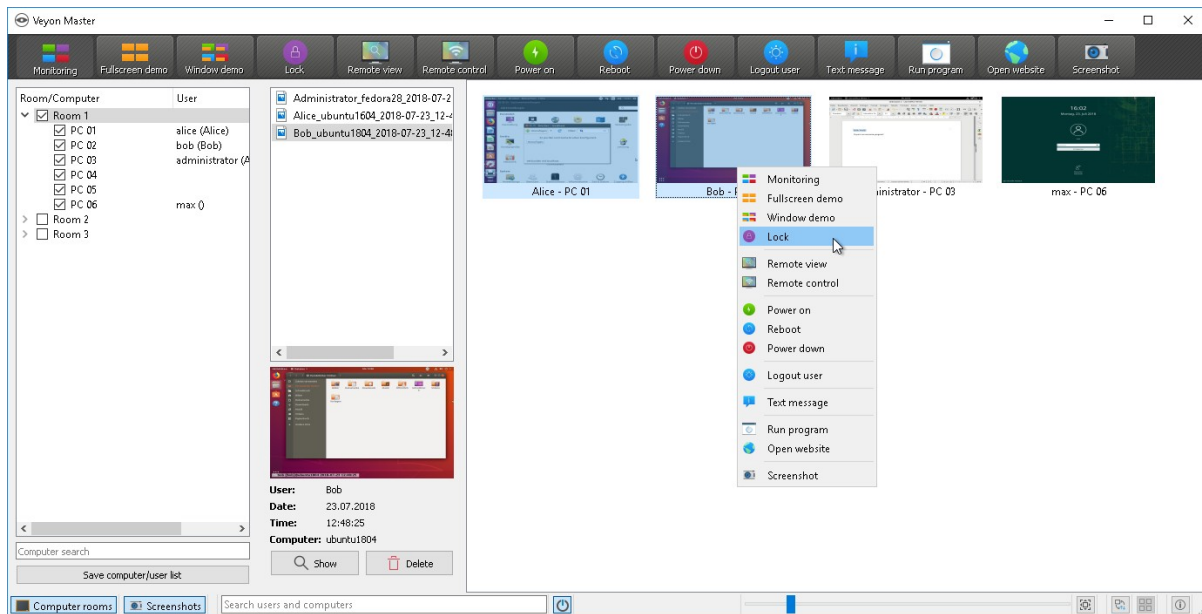 Veyon Master
Monitoring
Fullscreen demo
Window demo
Lock
Remote view
Remote control
Power on
Reboot
Power down
Logout user
Text message
Run program
Open website
Screenshot
Room/Computer User
Room 1
PC 01 alice (Alice)
PC 02 bob (Bob)
PC 03 administrator (A
PC 04
PC 05
PC 06 max ()
Room 2
Room 3
Computer search
Save computer/user list
Administrator_fedora28_2018-07-2
Alice_ubuntu1604_2018-07-23_12-4
Bob_ubuntu1804_2018-07-23_12-48
User: Bob
Date: 23.07.2018
Time: 12:48:25
Computer: ubuntu1804
Show
Delete
16:02
Alice - PC 01
Bob - P
inistrator - PC 03
max - PC 06
Monitoring
Fullscreen demo
Window demo
Lock
Remote view
Remote control
Power on
Reboot
Power down
Logout user
Text message
Run program
Open website
Screenshot
Computer rooms
Screenshots
Search users and computers